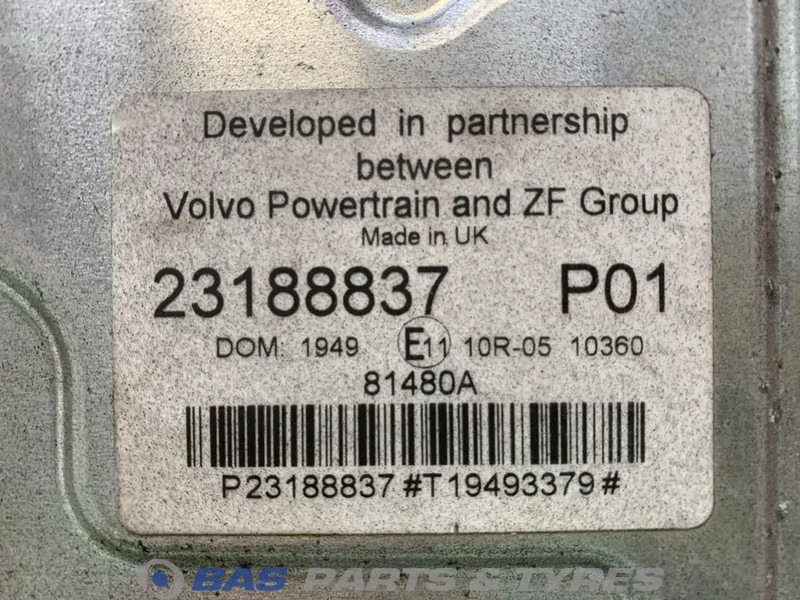 Developed in partnership
between
Volvo Powertrain and ZF Group
Made in UK
23188837 P01
DOM: 1949 E11 10R-05 10360
81480A
P23188837#T19493379#
BAS PARTS & TYRES